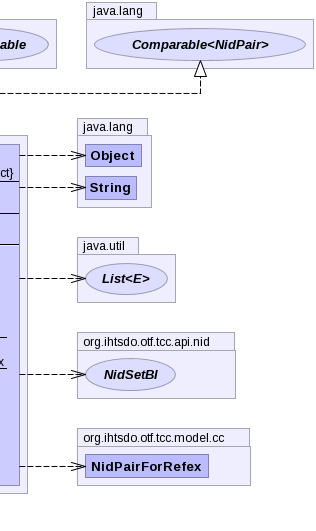 java.lang
able
Comparable<NidPair>
java.lang
Object
ct}
String
java.util
List<E>
org.ihtsdo.otf.tcc.api.nid
x
NidSetBI
org.ihtsdo.otf.tcc.model.cc
NidPairForRefex